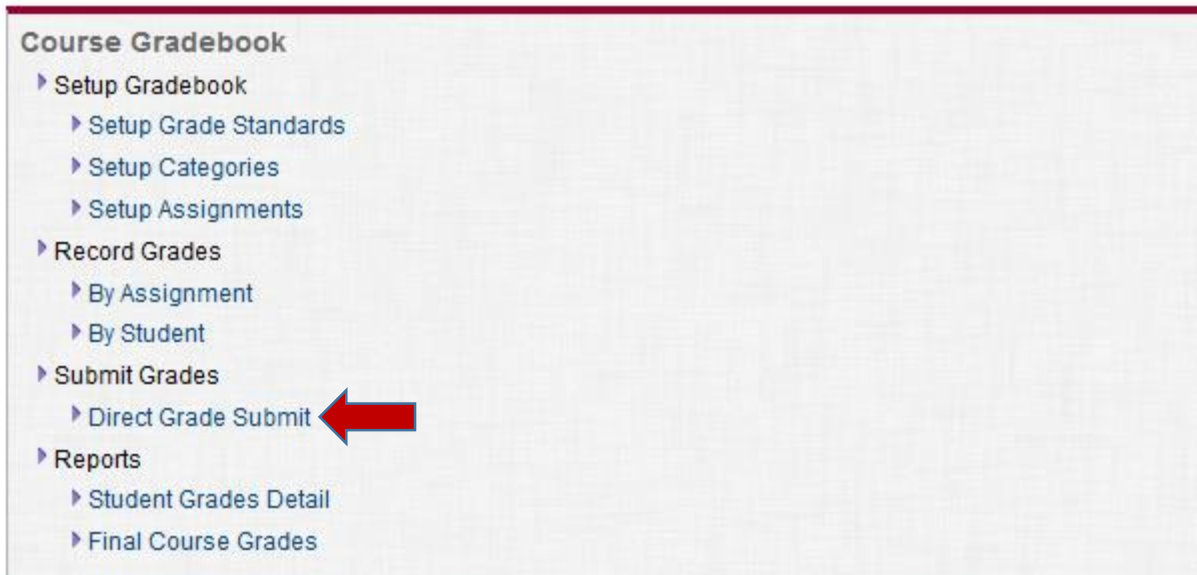 Course Gradebook
Setup Gradebook
Setup Grade Standards
Setup Categories
Setup Assignments
Record Grades
By Assignment
By Student
Submit Grades
Direct Grade Submit
Reports
Student Grades Detail
Final Course Grades